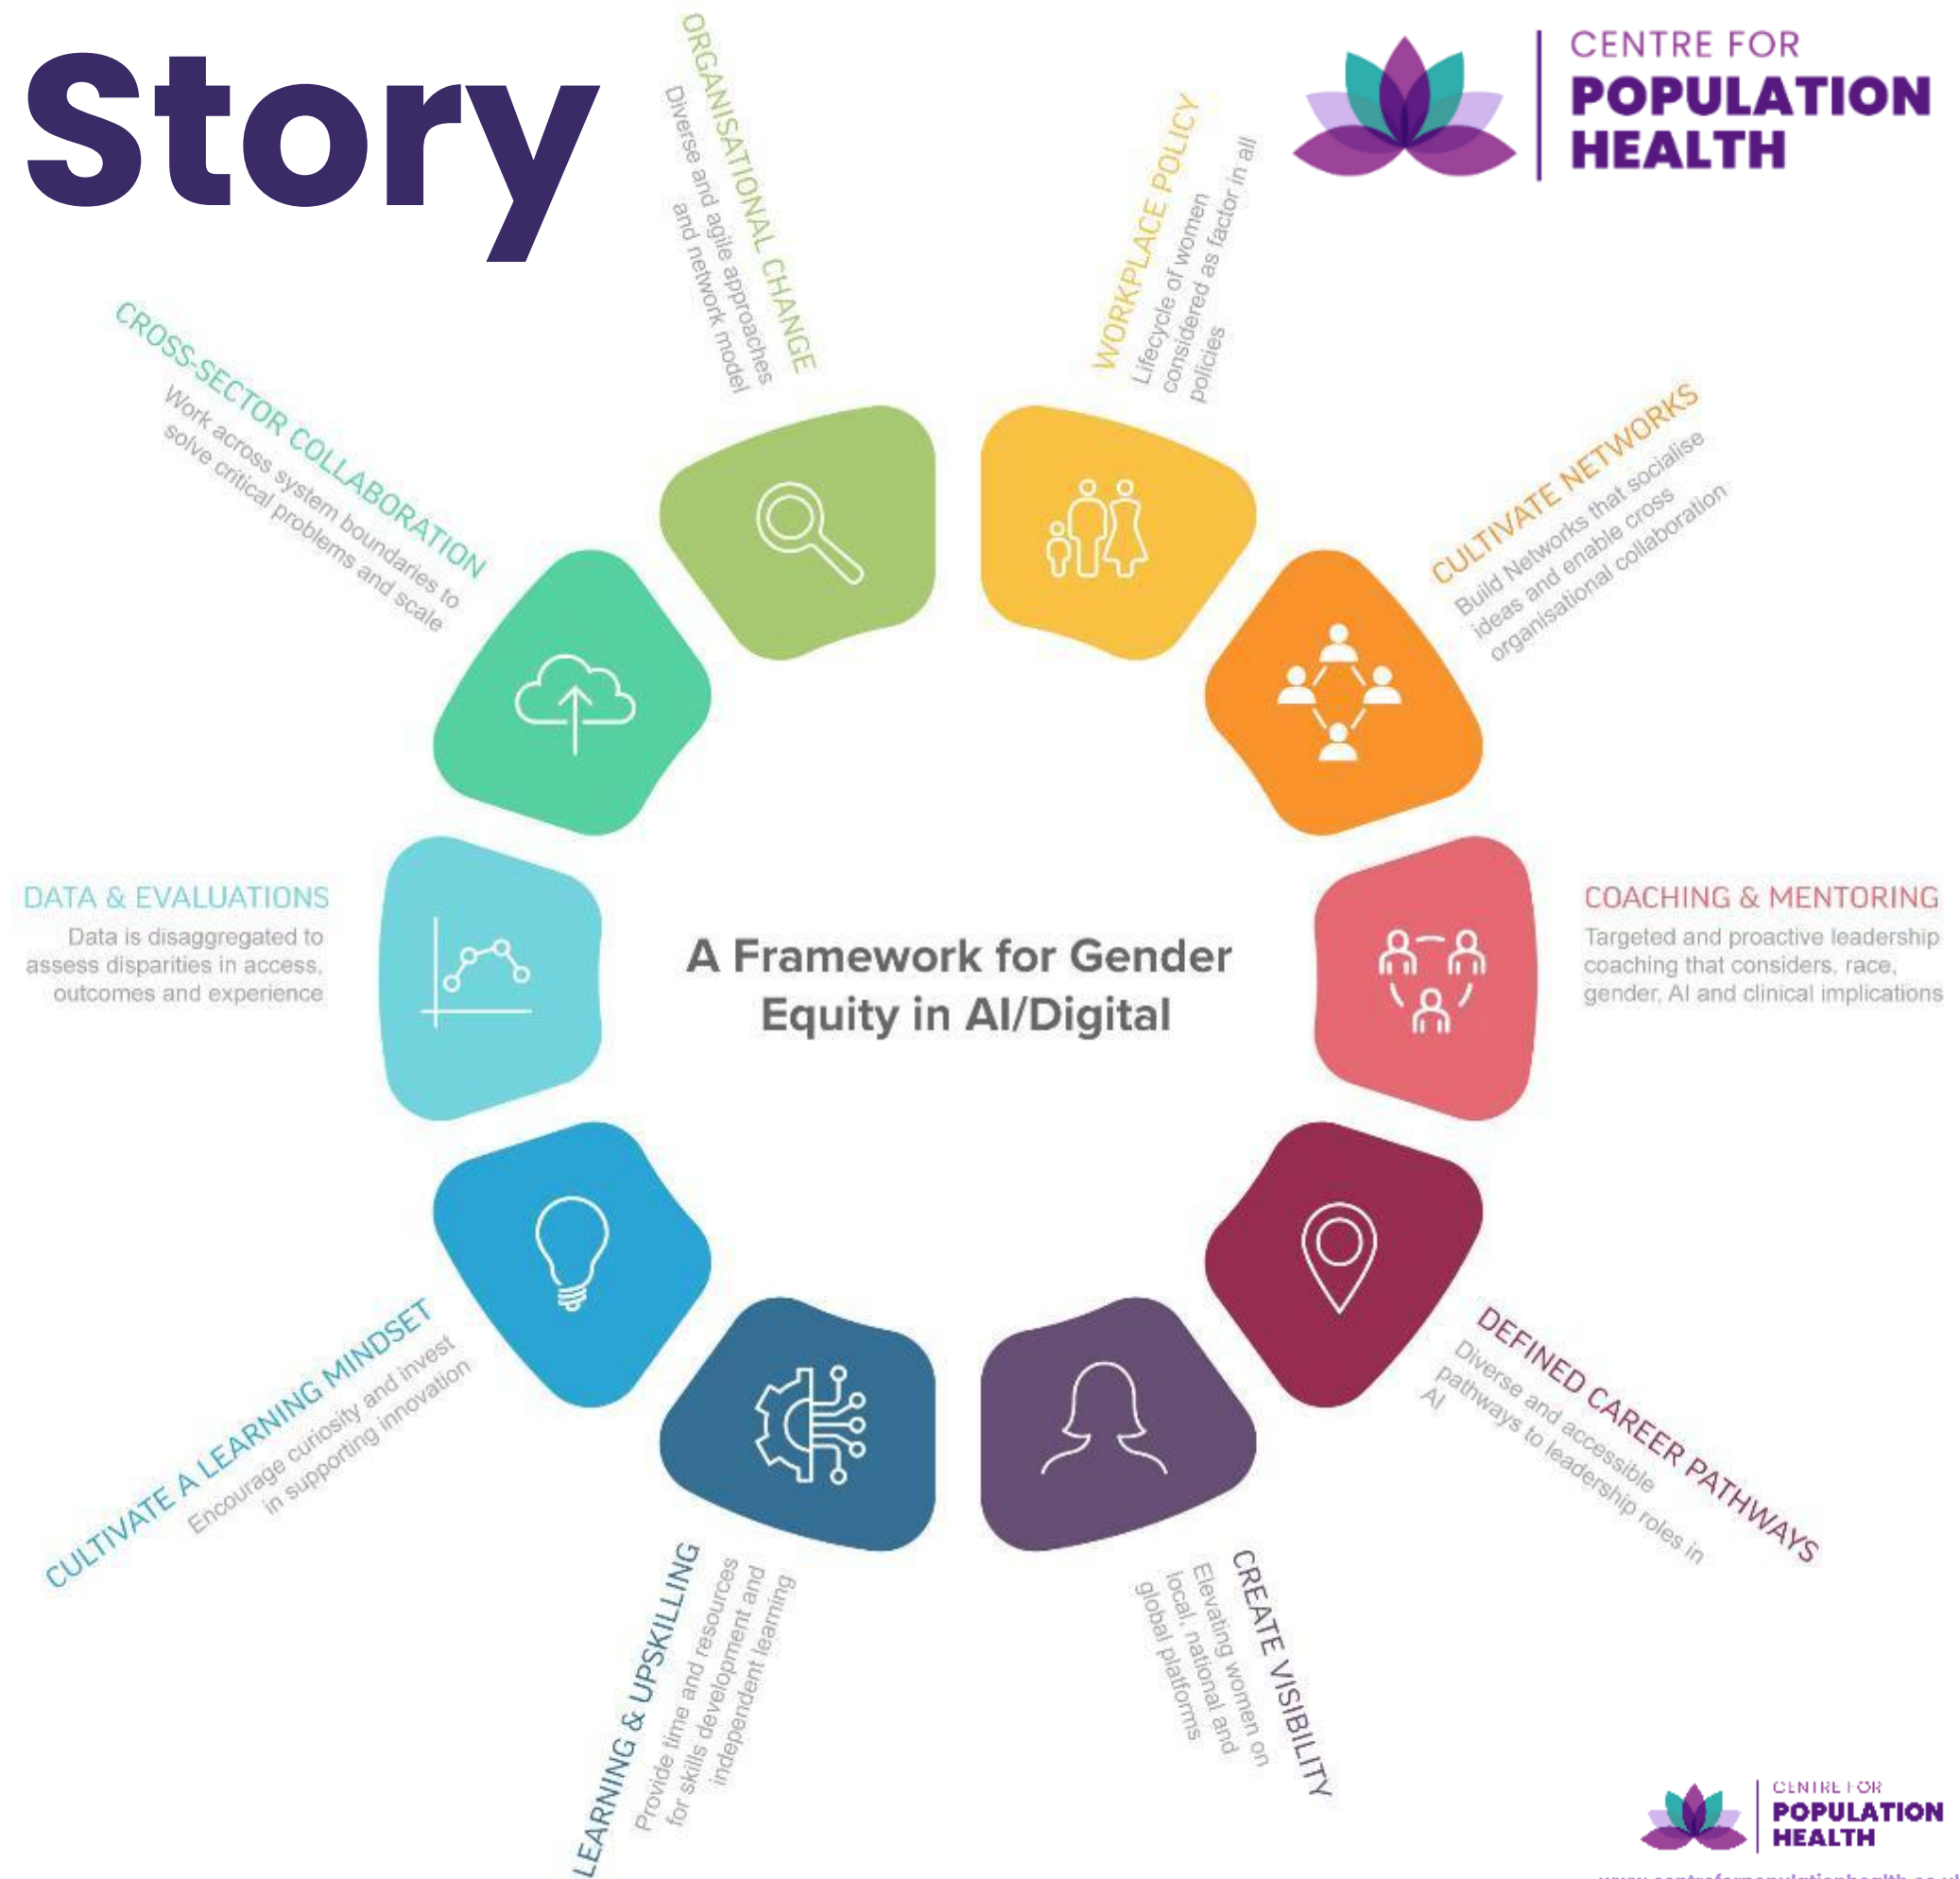 Story
CENTRE FOR
POPULATION
HEALTH
ORGANISATIONAL CHANGE
Diverse and agile approaches
and network model
WORKPLACE POLICY
Lifecycle of women
considered as factor in all
policies
CULTIVATE NETWORKS
Build Networks that socialise
ideas and enable cross
organisational collaboration
COACHING & MENTORING
Targeted and proactive leadership
coaching that considers, race,
gender, AI and clinical implications
DEFINED CAREER PATHWAYS
Diverse and accessible
pathways to leadership roles in
AI
CREATE VISIBILITY
Elevating women on
local, national and
global platforms
LEARNING & UPSKILLING
Provide time and resources
for skills development and
independent learning
CULTIVATE A LEARNING MINDSET
Encourage curiosity and invest
in supporting innovation
DATA & EVALUATIONS
Data is disaggregated to
assess disparities in access,
outcomes and experience
CROSS-SECTOR COLLABORATION
Work across system boundaries to
solve critical problems and scale
A Framework for Gender
Equity in AI/Digital
CENTRE FOR
POPULATION
HEALTH